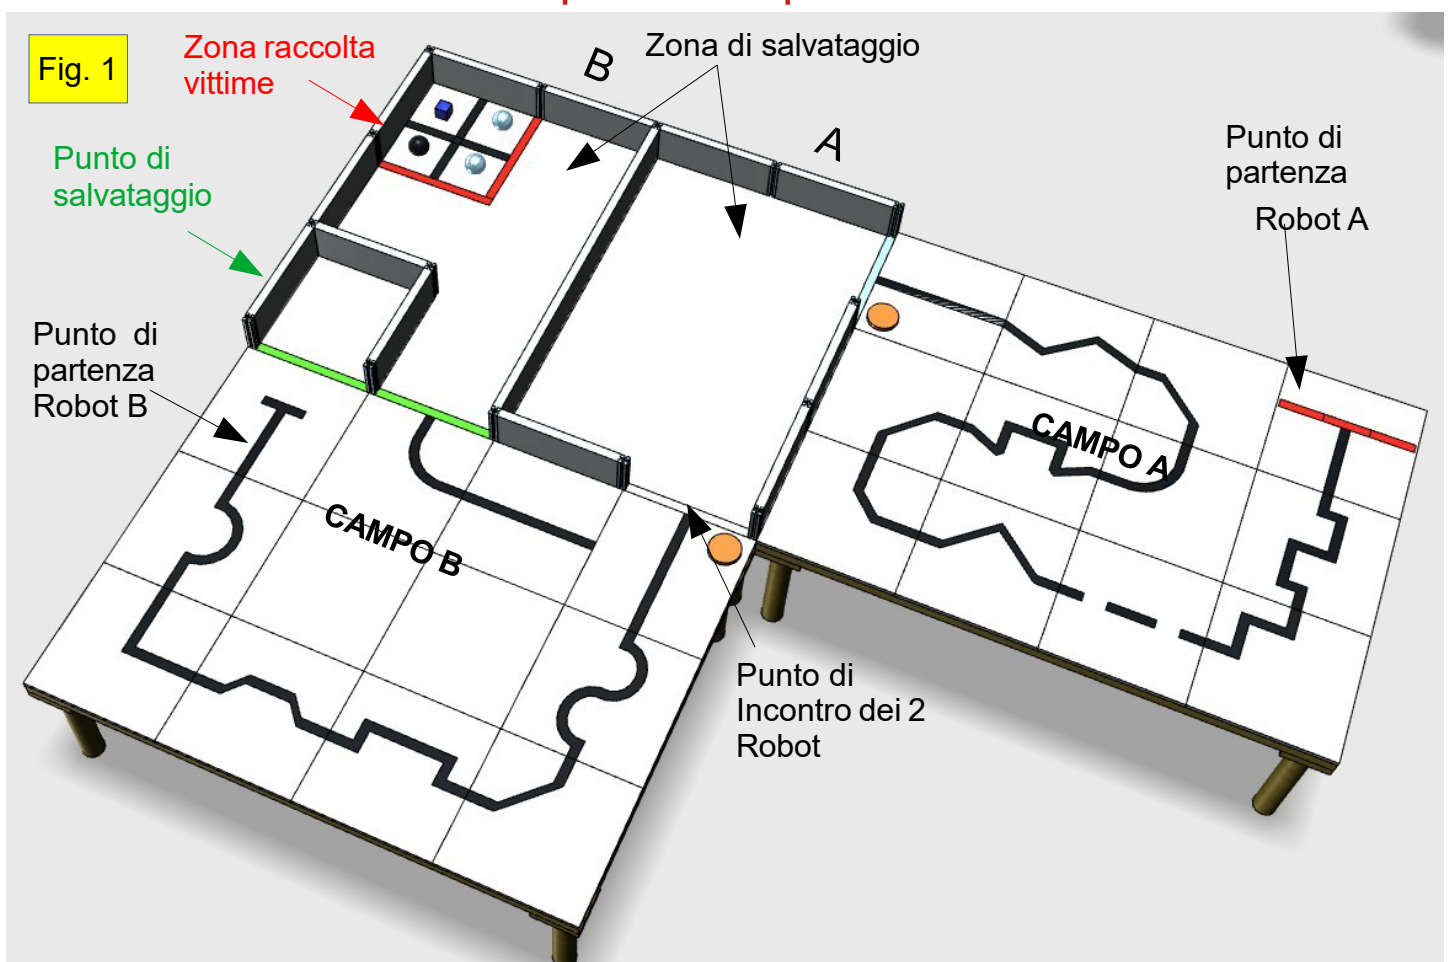 Fig. 1
Zona raccolta
vittime
B
Zona di salvataggio
A
Punto di
partenza
Robot A
Punto di
salvataggio
Punto di
partenza
Robot B
CAMPO A
CAMPO B
Punto di
Incontro dei 2
Robot